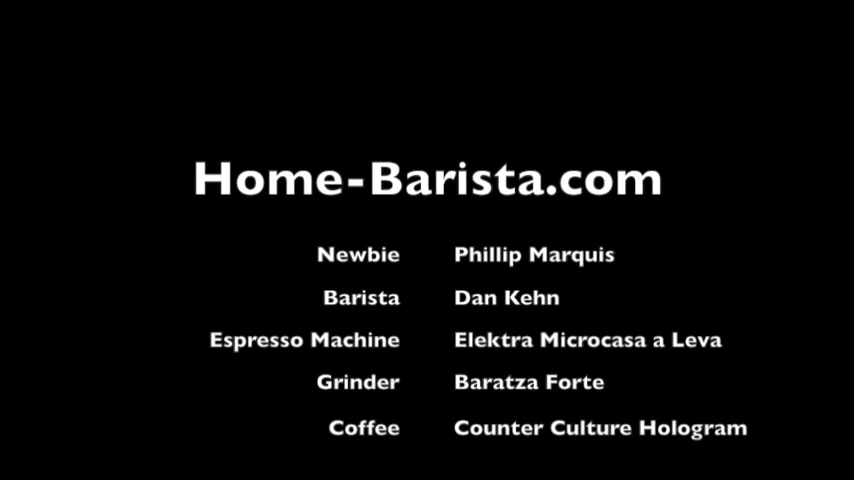 Home-Barista.com
Newbie Phillip Marquis
Barista Dan Kehn
Espresso Machine Elektra Microcasa a Leva
Grinder Baratza Forte
Coffee Counter Culture Hologram